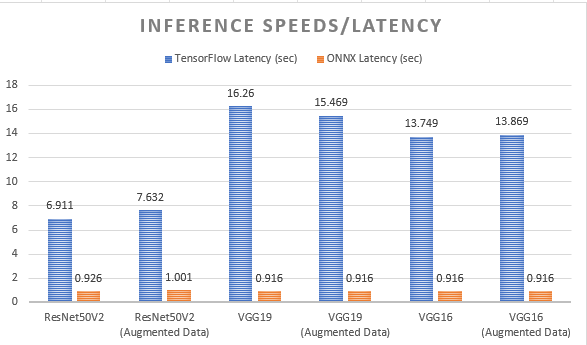 INFERENCE SPEEDS/LATENCY
TensorFlow Latency (sec) ONNX Latency (sec)
18
16
14
12
10
8
6
4
2
0
6.911
0.926
7.632
1.001
16.26
0.916
15.469
0.916
13.749
0.916
13.869
0.916
ResNet50V2
ResNet50V2
(Augmented Data)
VGG19
VGG19
(Augmented Data)
VGG16
VGG16
(Augmented Data)